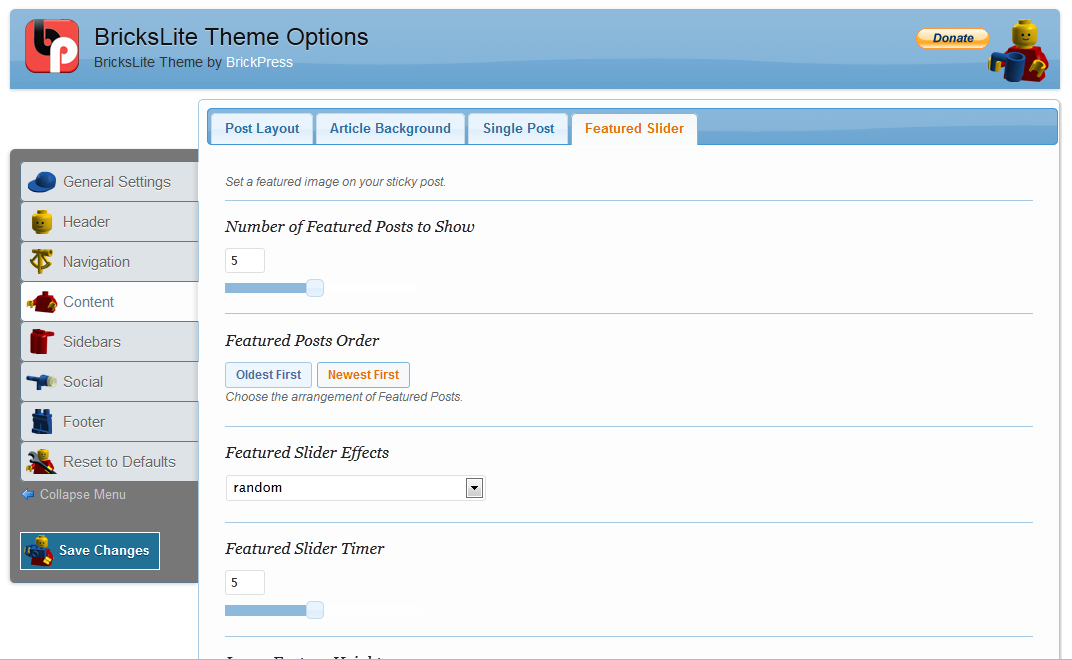 BricksLite Theme Options
BricksLite Theme by BrickPress
Donate
Post Layout
Article Background
Single Post
Featured Slider
General Settings
Header
Navigation
Content
Sidebars
Social
Footer
Reset to Defaults
Collapse Menu
Save Changes
Set a featured image on your sticky post.
Number of Featured Posts to Show
5
Featured Posts Order
Oldest First
Newest First
Choose the arrangement of Featured Posts.
Featured Slider Effects
random
Featured Slider Timer
5